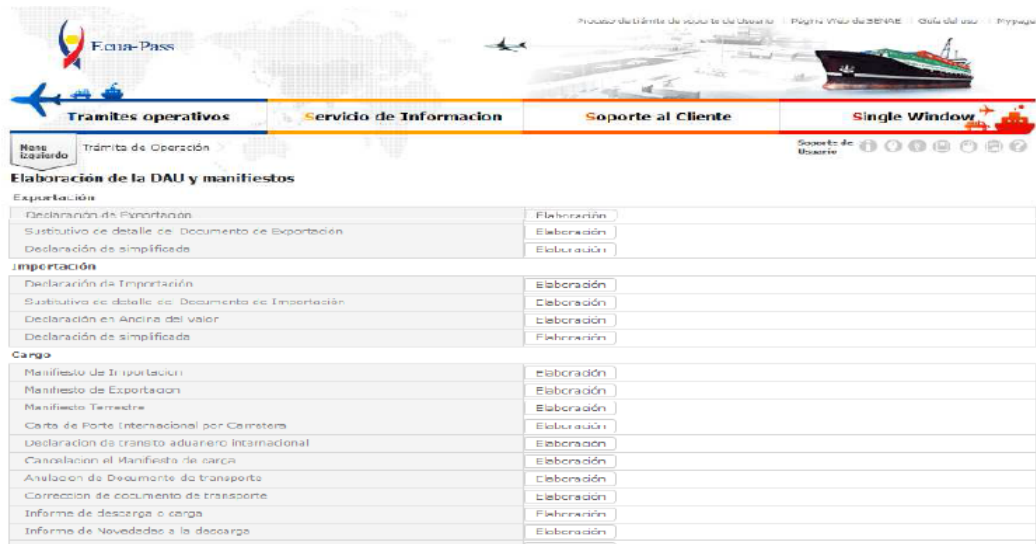 Proceso de trámite de soporte de Usuario | Página Web de SENAE | Guía del uso | Mypage
Ecua-Pass
Tramites operativos Servicio de Informacion Soporte al Cliente Single Window
Menu izquierdo Trámite de Operación Soporte de Usuario
Elaboración de la DAU y manifiestos
Exportación
Declaración de Exportación Elaboración
Sustitutivo de detalle del Documento de Exportación Elaboración
Declaración de simplificada Elaboración
Importación
Declaración de Importación Elaboración
Sustitutivo de detalle del Documento de Importación Elaboración
Declaración en Andina del valor Elaboración
Declaración de simplificada Elaboración
Cargo
Manifiesto de Importacion Elaboración
Manifiesto de Exportacion Elaboración
Manifiesto Terrestre Elaboración
Carta de Porte Internacional por Carretera Elaboración
Declaracion de transito aduanero internacional Elaboración
Cancelacion el Manifiesto de carga Elaboración
Anulacion de Documento de transporte Elaboración
Correccion de documento de transporte Elaboración
Informe de descarga o carga Elaboración
Informe de Novedades a la descarga Elaboración